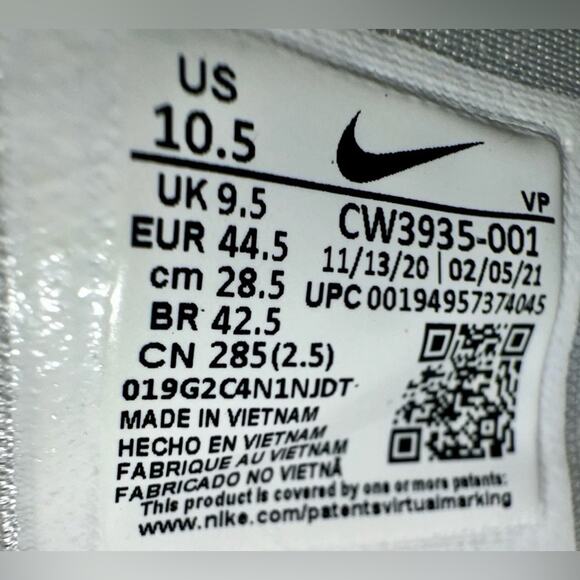 US
10.5
VP
UK 9.5
CW3935-001
EUR 44.5
11/13/20 | 02/05/21
cm 28.5
UPC 00194957374045
BR 42.5
CN 285(2.5)
019G2C4N1NJDT
MADE IN VIETNAM
HECHO EN VIETNAM
FABRIQUE AU VIETNAM
FABRICADO NO VIETNÃ
This product is covered by one or more patents:
www.nike.com/patentsvirtualmarking